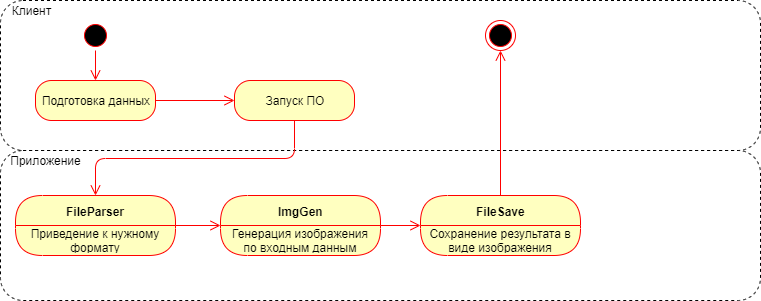 Клиент
Подготовка данных
Запуск ПО
Приложение
FileParser
Приведение к нужному
формату
ImgGen
Генерация изображения
по входным данным
FileSave
Сохранение результата в
виде изображения